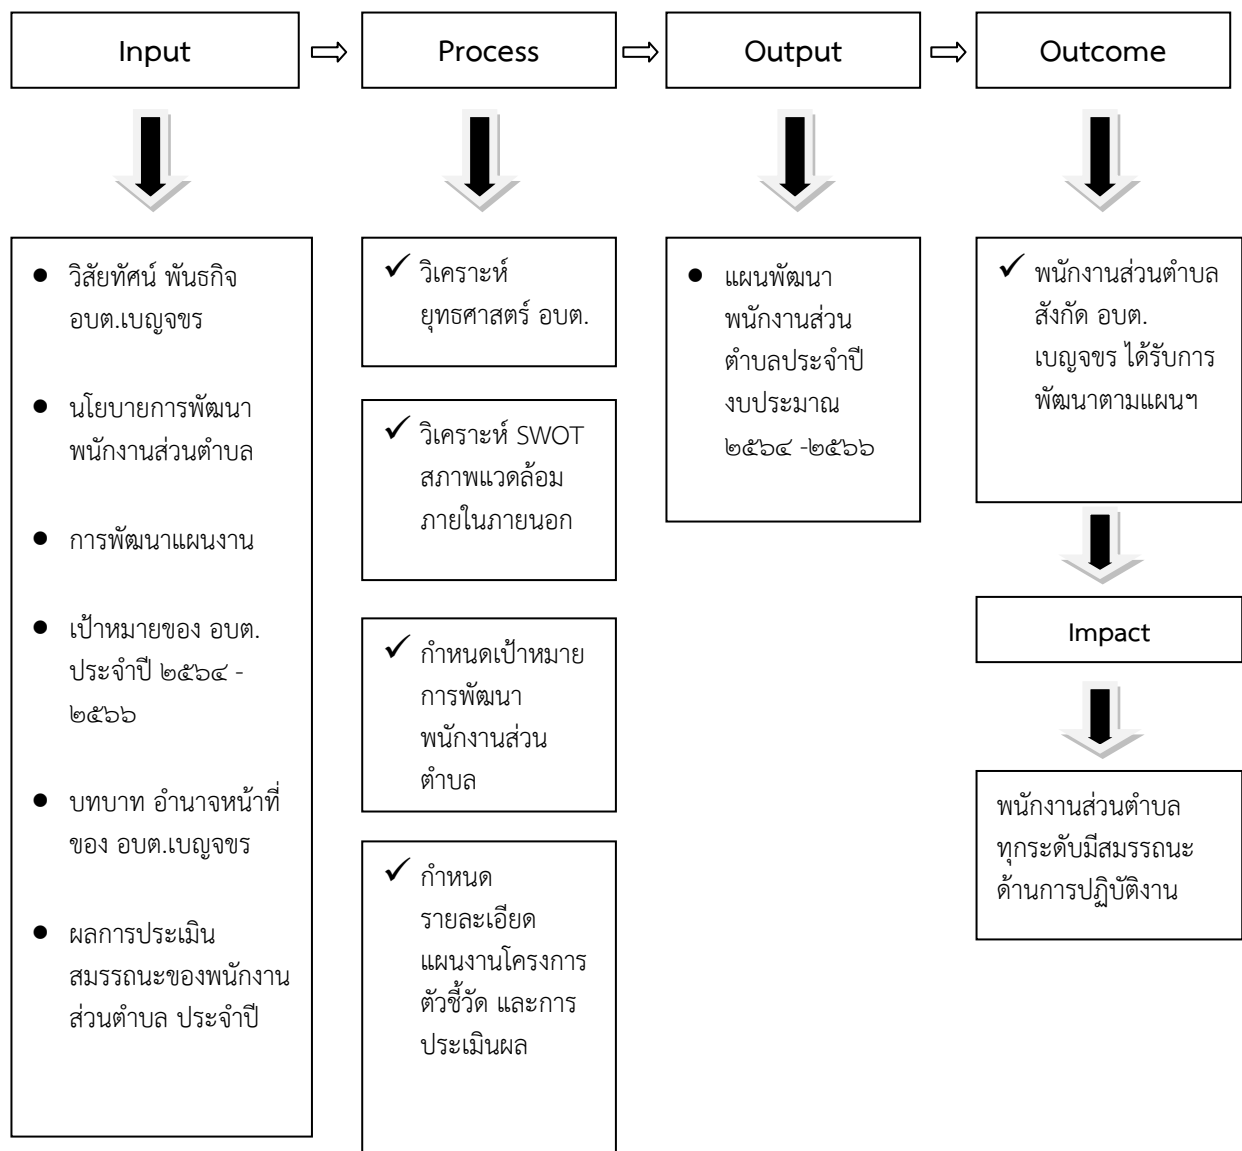 Input
Process
Output
Outcome
วิสัยทัศน์ พันธกิจ
อบต.เบญจขร
นโยบายการพัฒนา
พนักงานส่วนตำบล
การพัฒนาแผนงาน
เป้าหมายของ อบต.
ประจำปี ๒๕๖๔ -
๒๕๖๖
บทบาท อำนาจหน้าที่
ของ อบต.เบญจขร
ผลการประเมิน
สมรรถนะของพนักงาน
ส่วนตำบล ประจำปี
วิเคราะห์
ยุทธศาสตร์ อบต.
วิเคราะห์ SWOT
สภาพแวดล้อม
ภายในภายนอก
กำหนดเป้าหมาย
การพัฒนา
พนักงานส่วน
ตำบล
กำหนด
รายละเอียด
แผนงานโครงการ
ตัวชี้วัด และการ
ประเมินผล
แผนพัฒนา
พนักงานส่วน
ตำบลประจำปี
งบประมาณ
๒๕๖๔ -๒๕๖๖
พนักงานส่วนตำบล
สังกัด อบต.
เบญจขร ได้รับการ
พัฒนาตามแผนฯ
Impact
พนักงานส่วนตำบล
ทุกระดับมีสมรรถนะ
ด้านการปฏิบัติงาน